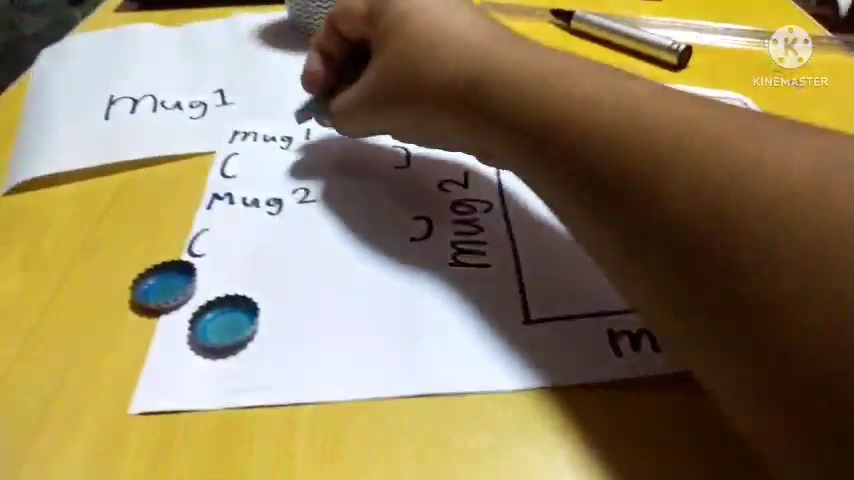 mug1
mug1
( )
Mug2
( )
mug2
m
K
KINEMASTER